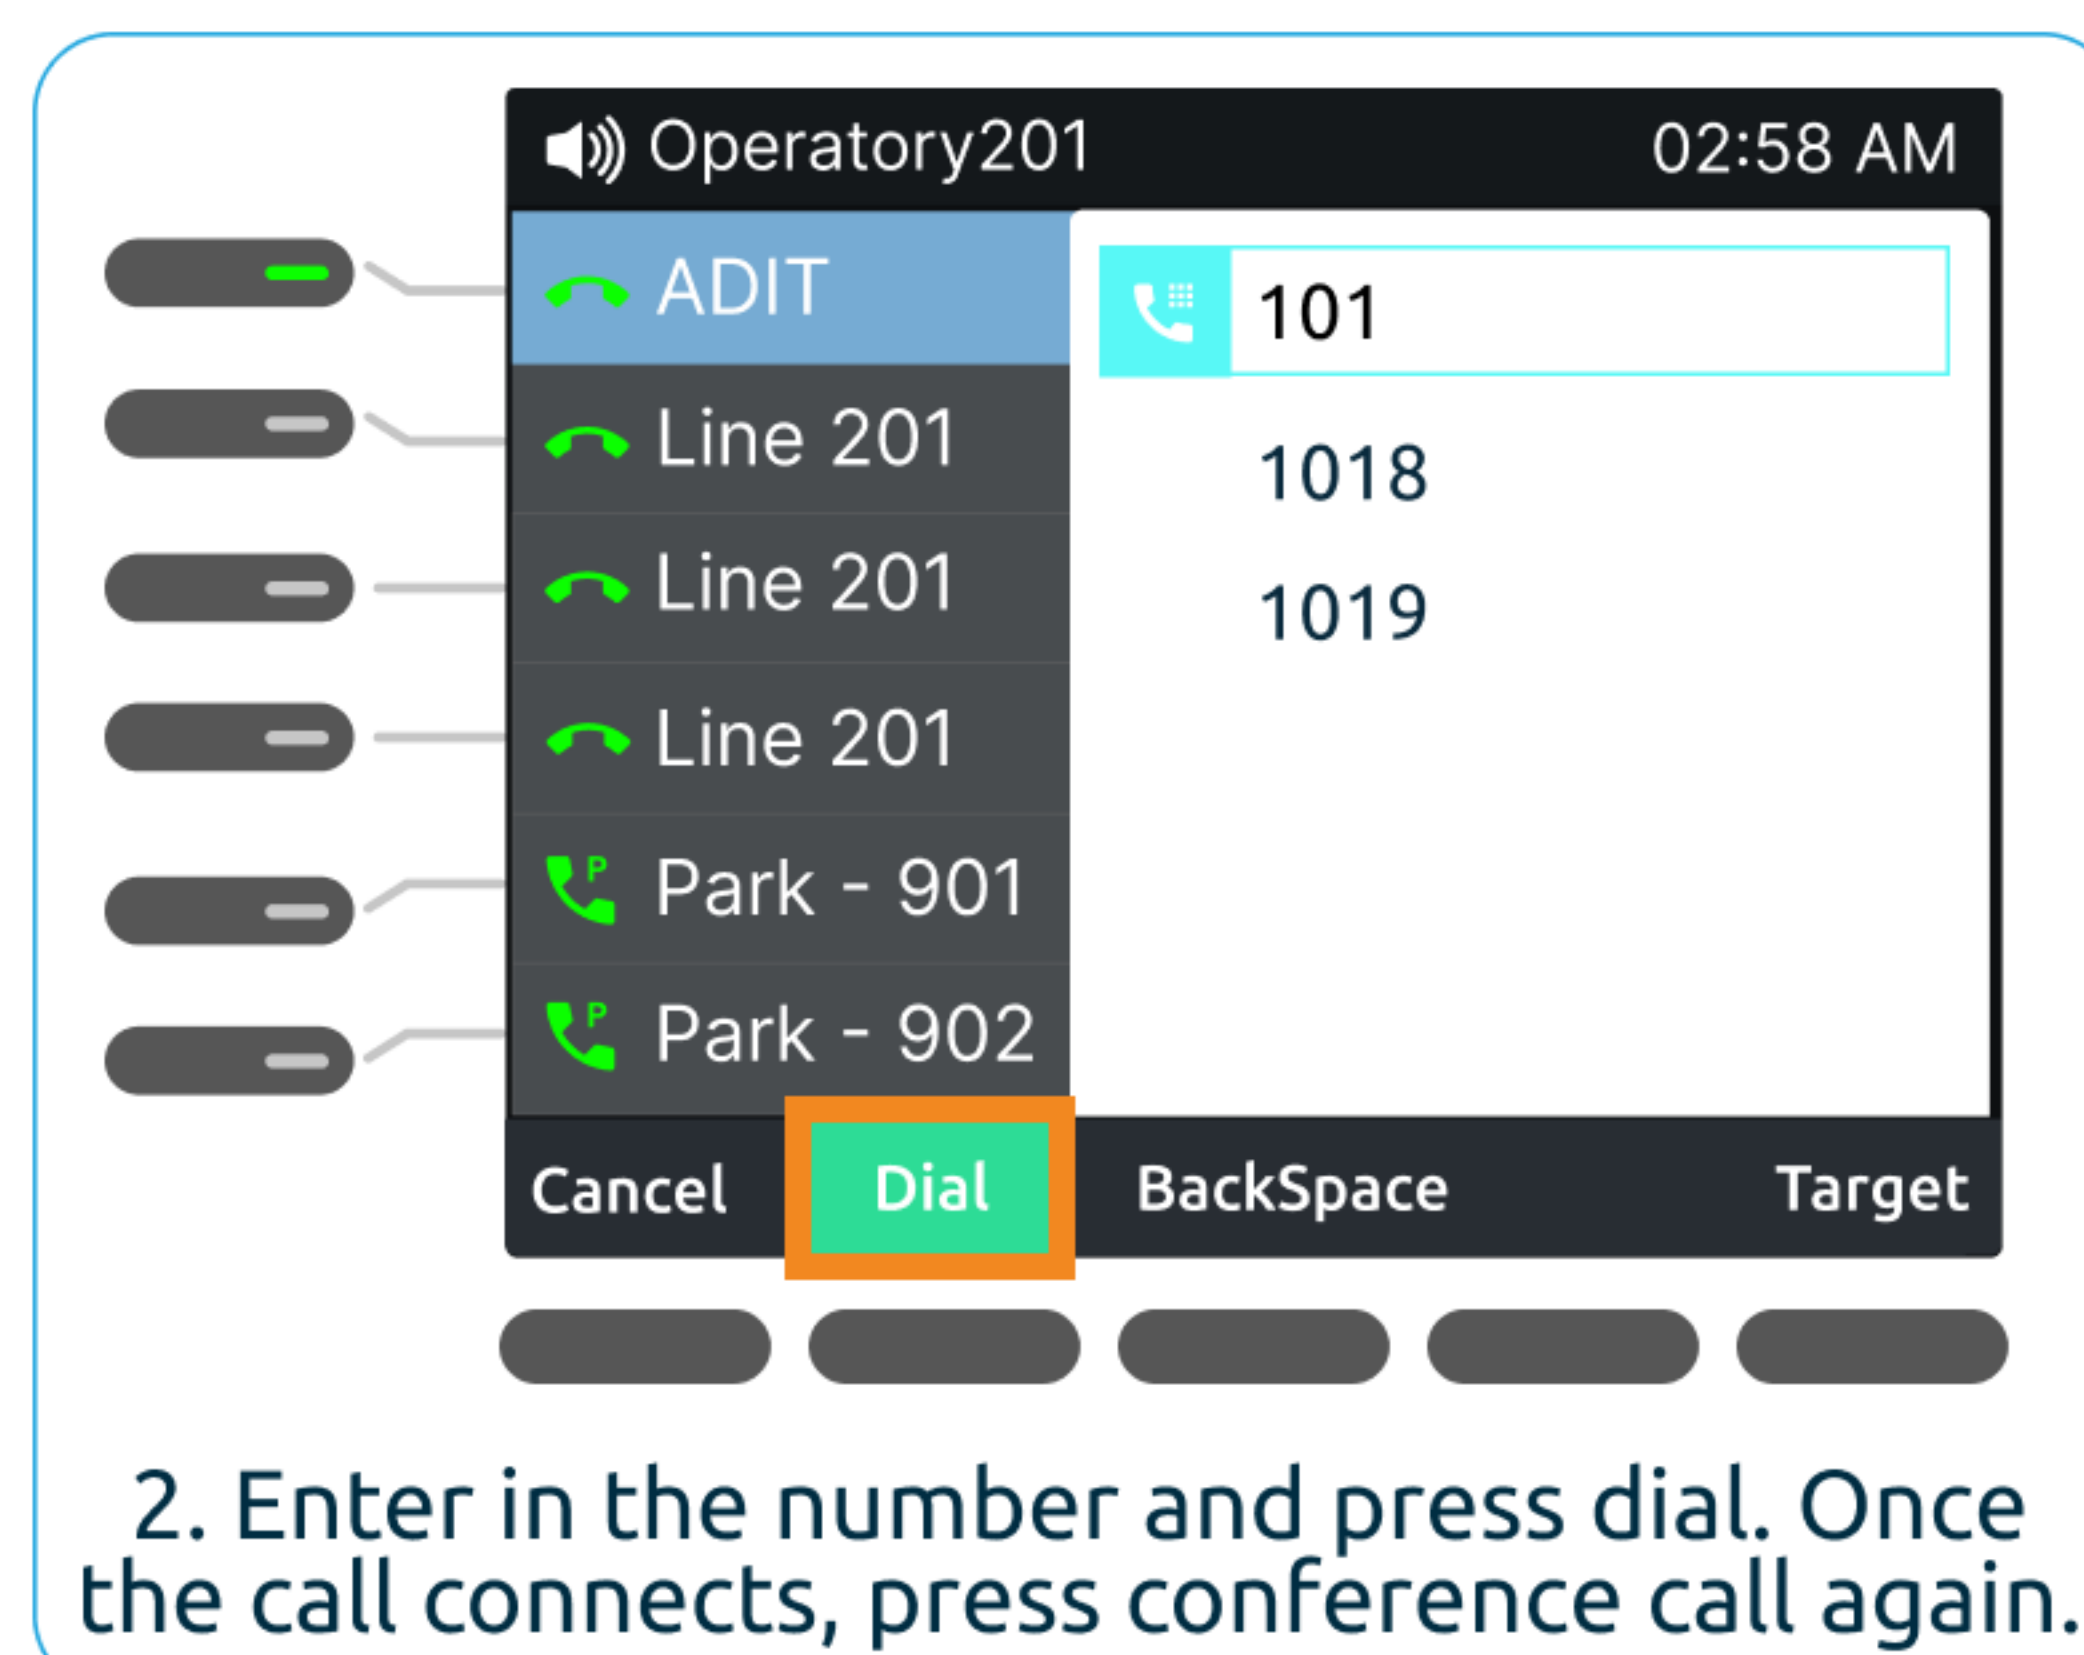 Operatory201 02:58 AM
ADIT
101
Line 201
1018
Line 201
1019
Line 201
Park - 901
Park - 902
Cancel Dial BackSpace Target
2. Enter in the number and press dial. Once
the call connects, press conference call again.